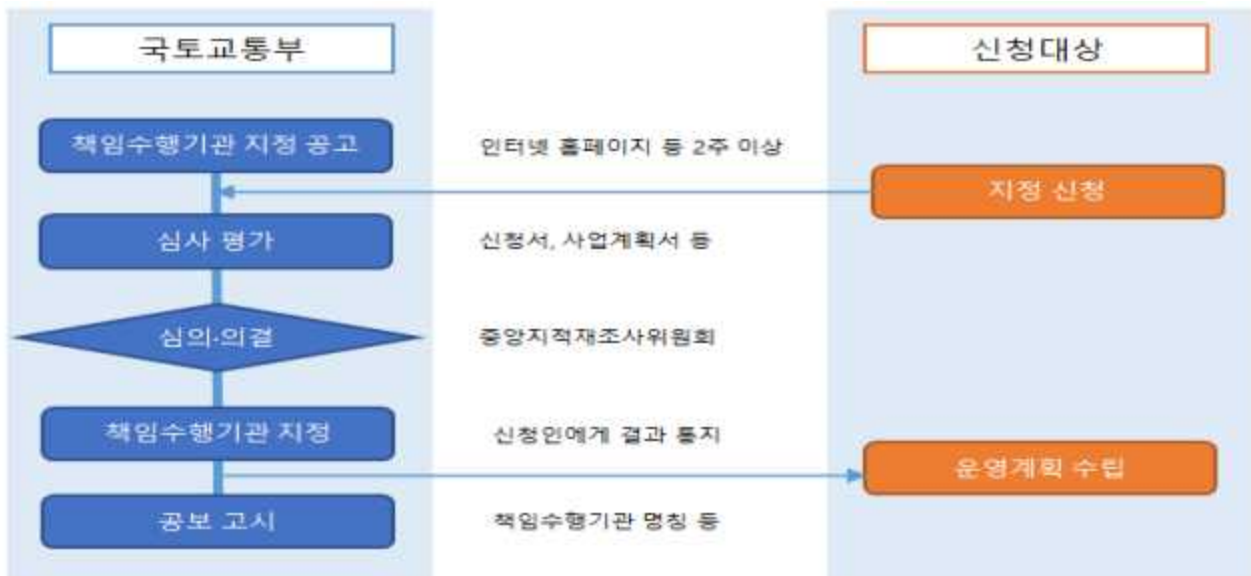 국토교통부
신청대상
책임수행기관 지정 공고
인터넷 홈페이지 등 2주 이상
지정 신청
심사 평가
신청서, 사업계획서 등
심의·의결
중앙지적재조사위원회
책임수행기관 지정
신청인에게 결과 통지
운영계획 수립
공보 고시
책임수행기관 명칭 등